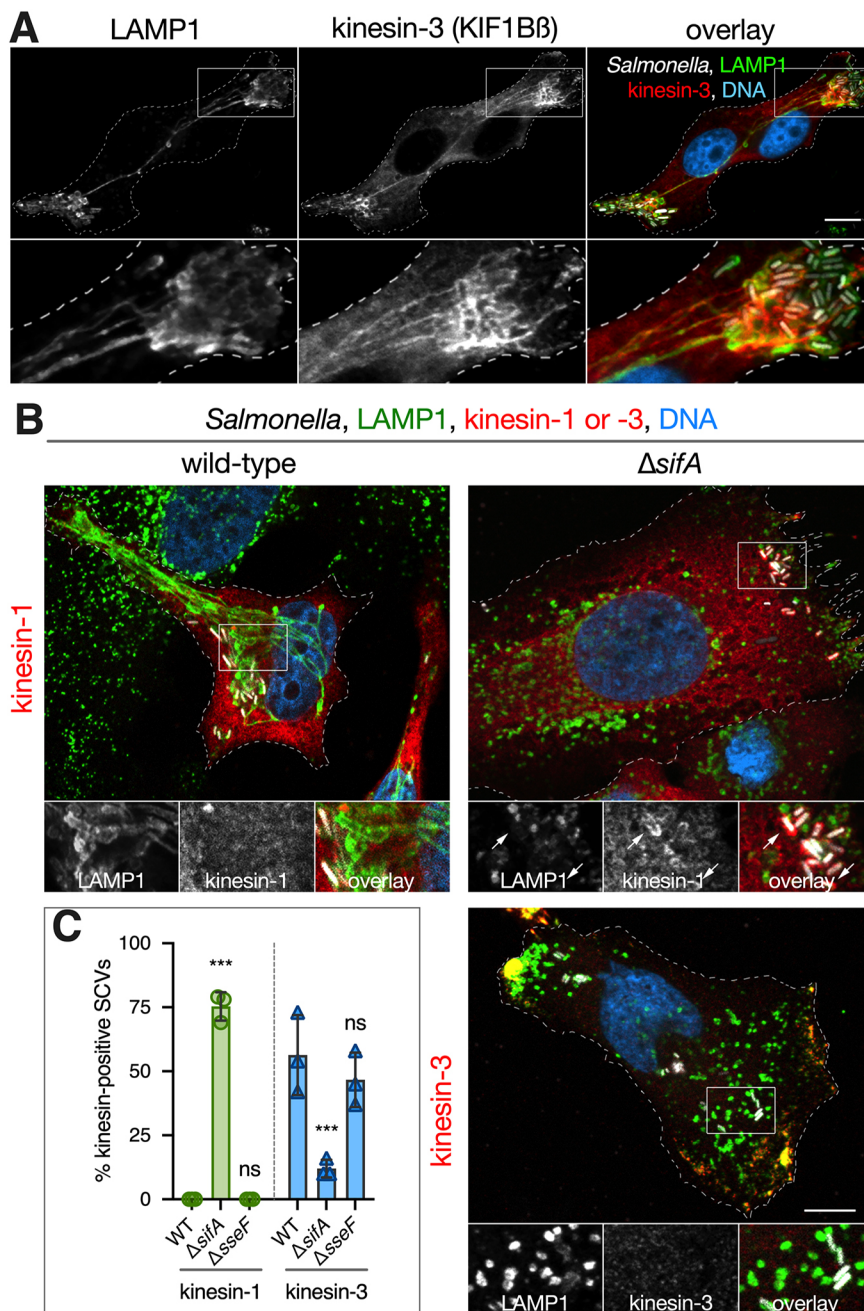 A
LAMP1
kinesin-3 (KIF1Bß)
overlay
Salmonella, LAMP1
kinesin-3, DNA
B
Salmonella, LAMP1, kinesin-1 or -3, DNA
wild-type
ΔsifA
kinesin-1
LAMP1
kinesin-1
overlay
LAMP1
kinesin-1
overlay
C
% kinesin-positive SCVs
100
75
50
25
0
***
ns
***
ns
WT
ΔsifA
ΔsseF
WT
ΔsifA
ΔsseF
kinesin-1
kinesin-3
kinesin-3
LAMP1
kinesin-3
overlay